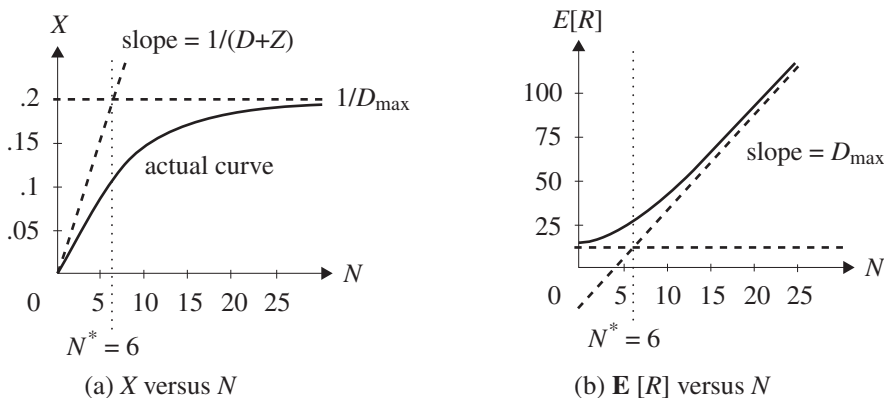 X
slope = 1/(D+Z)
.2
1/Dmax
.15
actual curve
.1
.05
N
0 5 10 15 20 25
N* = 6
(a) X versus N
E[R]
100
75
slope = Dmax
50
25
N
0 5 10 15 20 25
N* = 6
(b) E [R] versus N